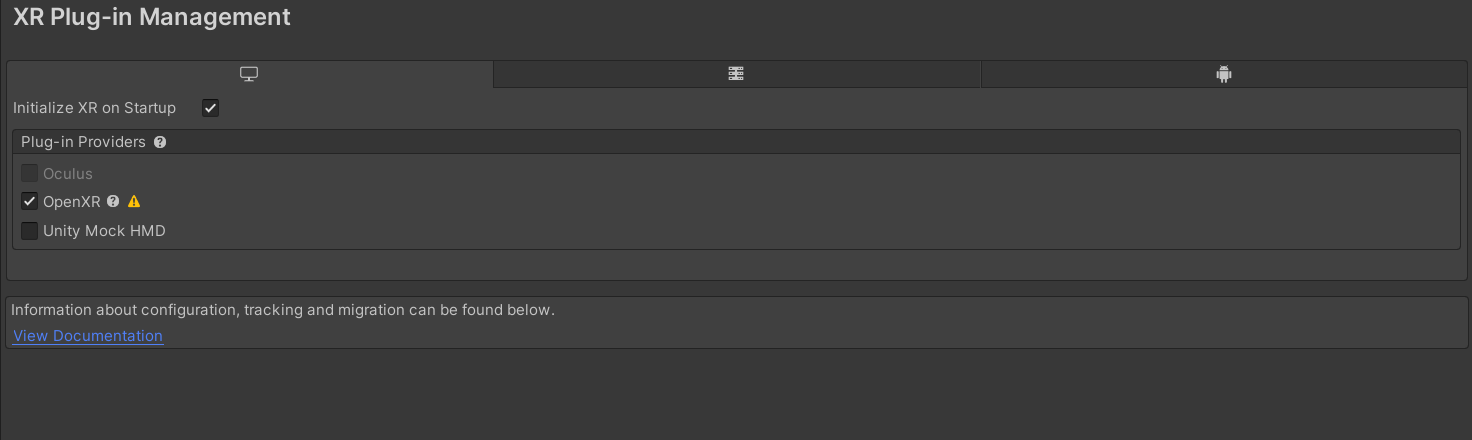 XR Plug-in Management
Initialize XR on Startup
Plug-in Providers
Oculus
OpenXR
Unity Mock HMD
Information about configuration, tracking and migration can be found below.
View Documentation